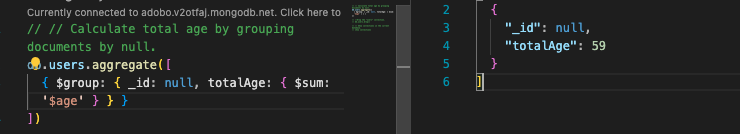 Currently connected to adobo.v2otfaj.mongodb.net. Click here to
// // Calculate total age by grouping
documents by null.
db.users.aggregate([
{ $group: { _id: null, totalAge: { $sum:
'$age' } } }
])
2 {
3 "_id": null,
4 "totalAge": 59
5 }
6 ]